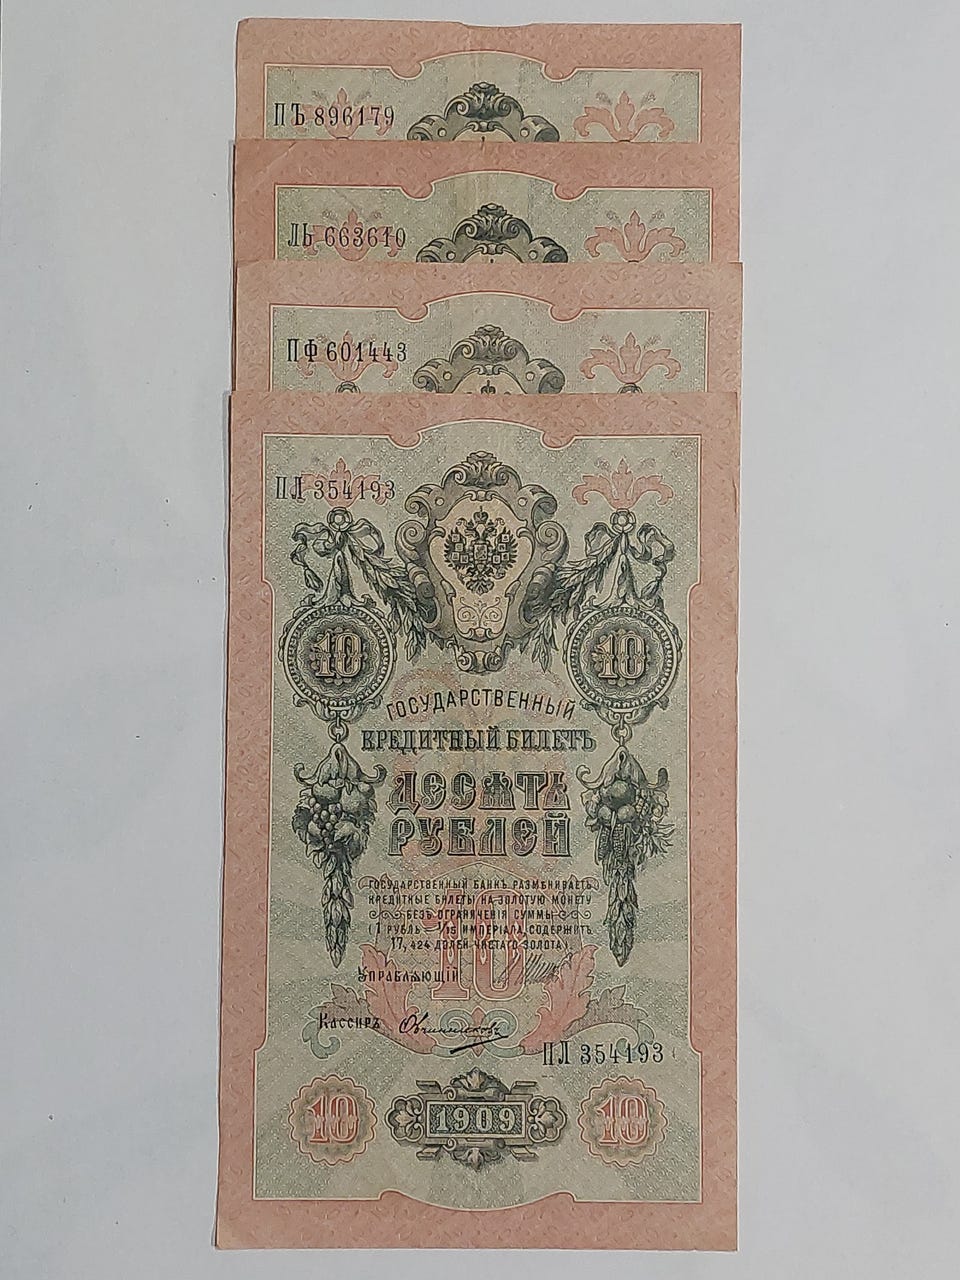 ПЪ 896179
ЛЬ 663610
ПФ 601443
ПЛ 354193
10 10
ГОСУДАРСТВЕННЫЙ
КРЕДИТНЫЙ БИЛЕТЪ
ДЕСЯТЬ
РУБЛЕЙ
ГОСУДАРСТВЕННЫЙ БАНКЪ РАЗМѢНИВАЕТЪ
КРЕДИТНЫЕ БИЛЕТЫ НА ЗОЛОТУЮ МОНЕТУ
БЕЗЪ ОГРАНИЧЕНІЯ СУММЫ
(1 РУБЛЬ = 1/15 ИМПЕРІАЛА, СОДЕРЖИТЪ
17,424 ДОЛЕЙ ЧИСТАГО ЗОЛОТА).
10
УПРАВЛЯЮЩІЙ
КАССИРЪ Овчинниковъ
ПЛ 354193
10 1909 10